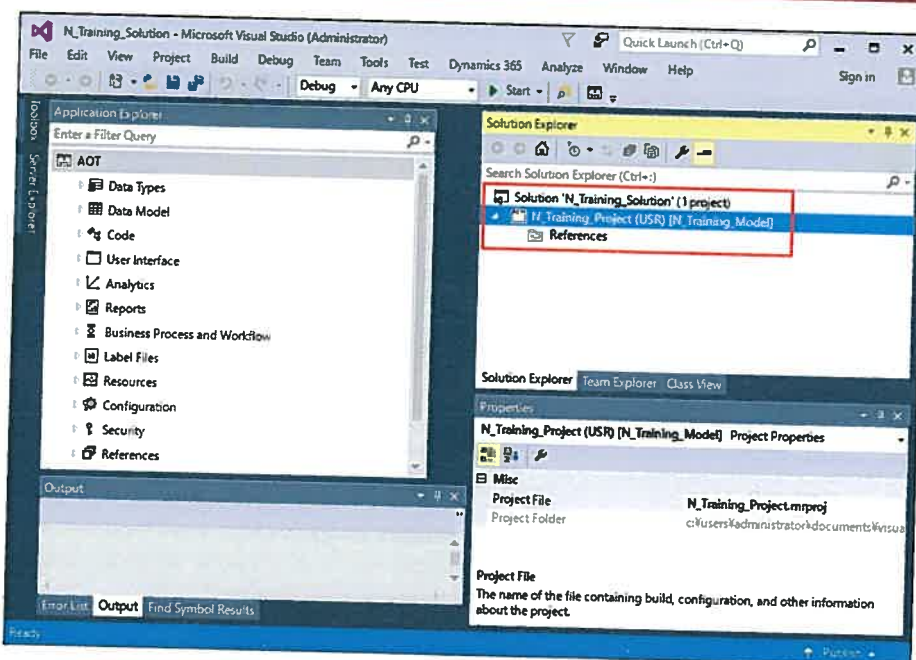 N_Training_Solution - Microsoft Visual Studio (Administrator)
Quick Launch (Ctrl+Q)
File Edit View Project Build Debug Team Tools Test Dynamics 365 Analyze Window Help
Sign in
Debug Any CPU Start
Toolbox
Server Explorer
Application Explorer
Enter a Filter Query
AOT
Data Types
Data Model
Code
User Interface
Analytics
Reports
Business Process and Workflow
Label Files
Resources
Configuration
Security
References
Output
Error List Output Find Symbol Results
Solution Explorer
Search Solution Explorer (Ctrl+:)
Solution 'N_Training_Solution' (1 project)
N_Training_Project (USR) [N_Training_Model]
References
Solution Explorer Team Explorer Class View
Properties
N_Training_Project (USR) [N_Training_Model] Project Properties
Misc
Project File N_Training_Project.rnrproj
Project Folder c:¥users¥administrator¥documents¥visua
Project File
The name of the file containing build, configuration, and other information
about the project.
Ready
Publish